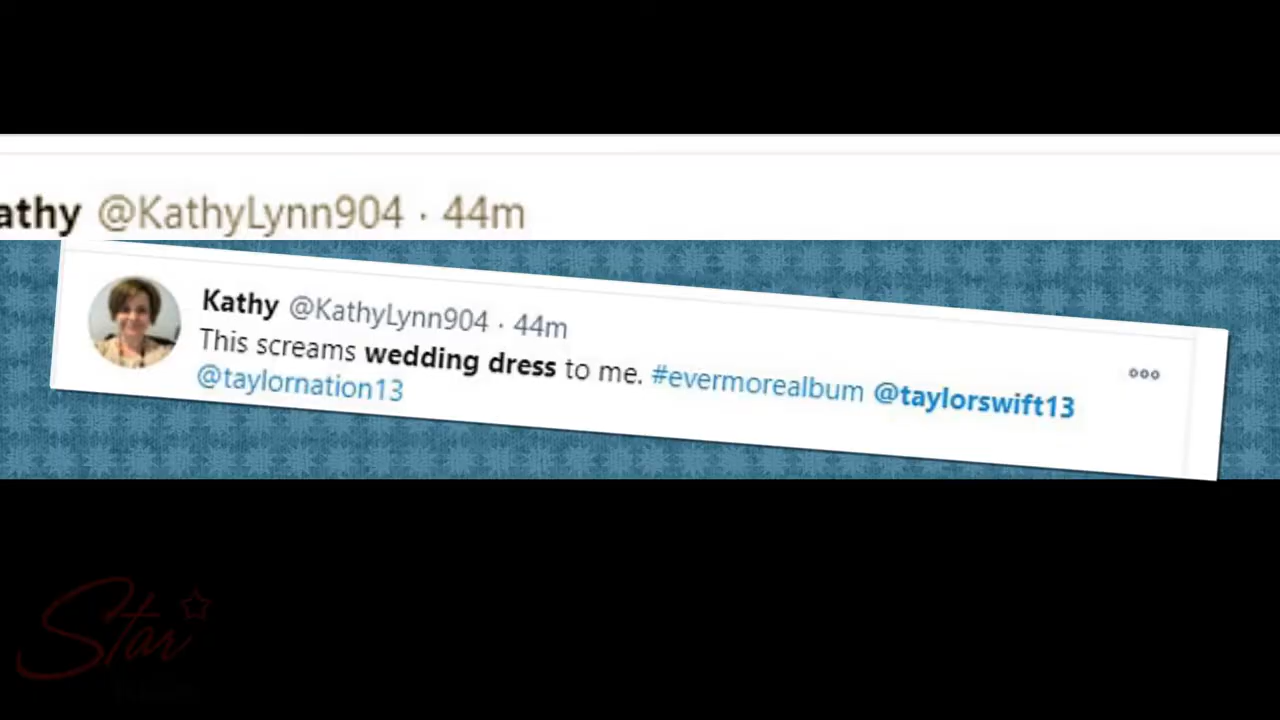 athy @KathyLynn904 · 44m
Kathy @KathyLynn904 · 44m
This screams wedding dress to me. #evermorealbum @taylorswift13
@taylornation13
Star